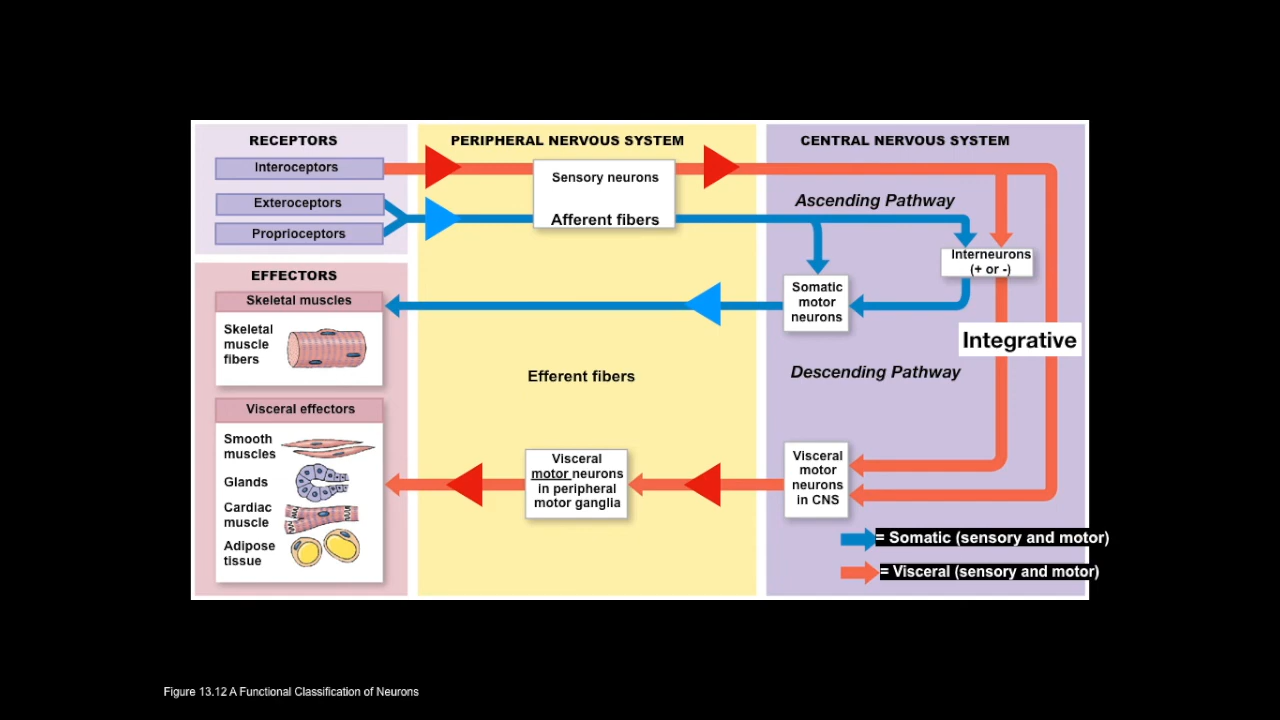 RECEPTORS
Interoceptors
Exteroceptors
Proprioceptors
EFFECTORS
Skeletal muscles
Skeletal
muscle
fibers
Visceral effectors
Smooth
muscles
Glands
Cardiac
muscle
Adipose
tissue
PERIPHERAL NERVOUS SYSTEM
Sensory neurons
Afferent fibers
Efferent fibers
Visceral
motor neurons
in peripheral
motor ganglia
CENTRAL NERVOUS SYSTEM
Ascending Pathway
Interneurons
(+ or -)
Somatic
motor
neurons
Integrative
Descending Pathway
Visceral
motor
neurons
in CNS
= Somatic (sensory and motor)
= Visceral (sensory and motor)
Figure 13.12 A Functional Classification of Neurons